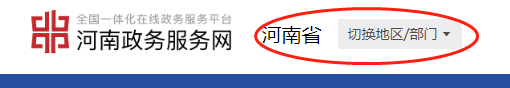 全国一体化在线政务服务平台
河南政务服务网
河南省 切换地区/部门